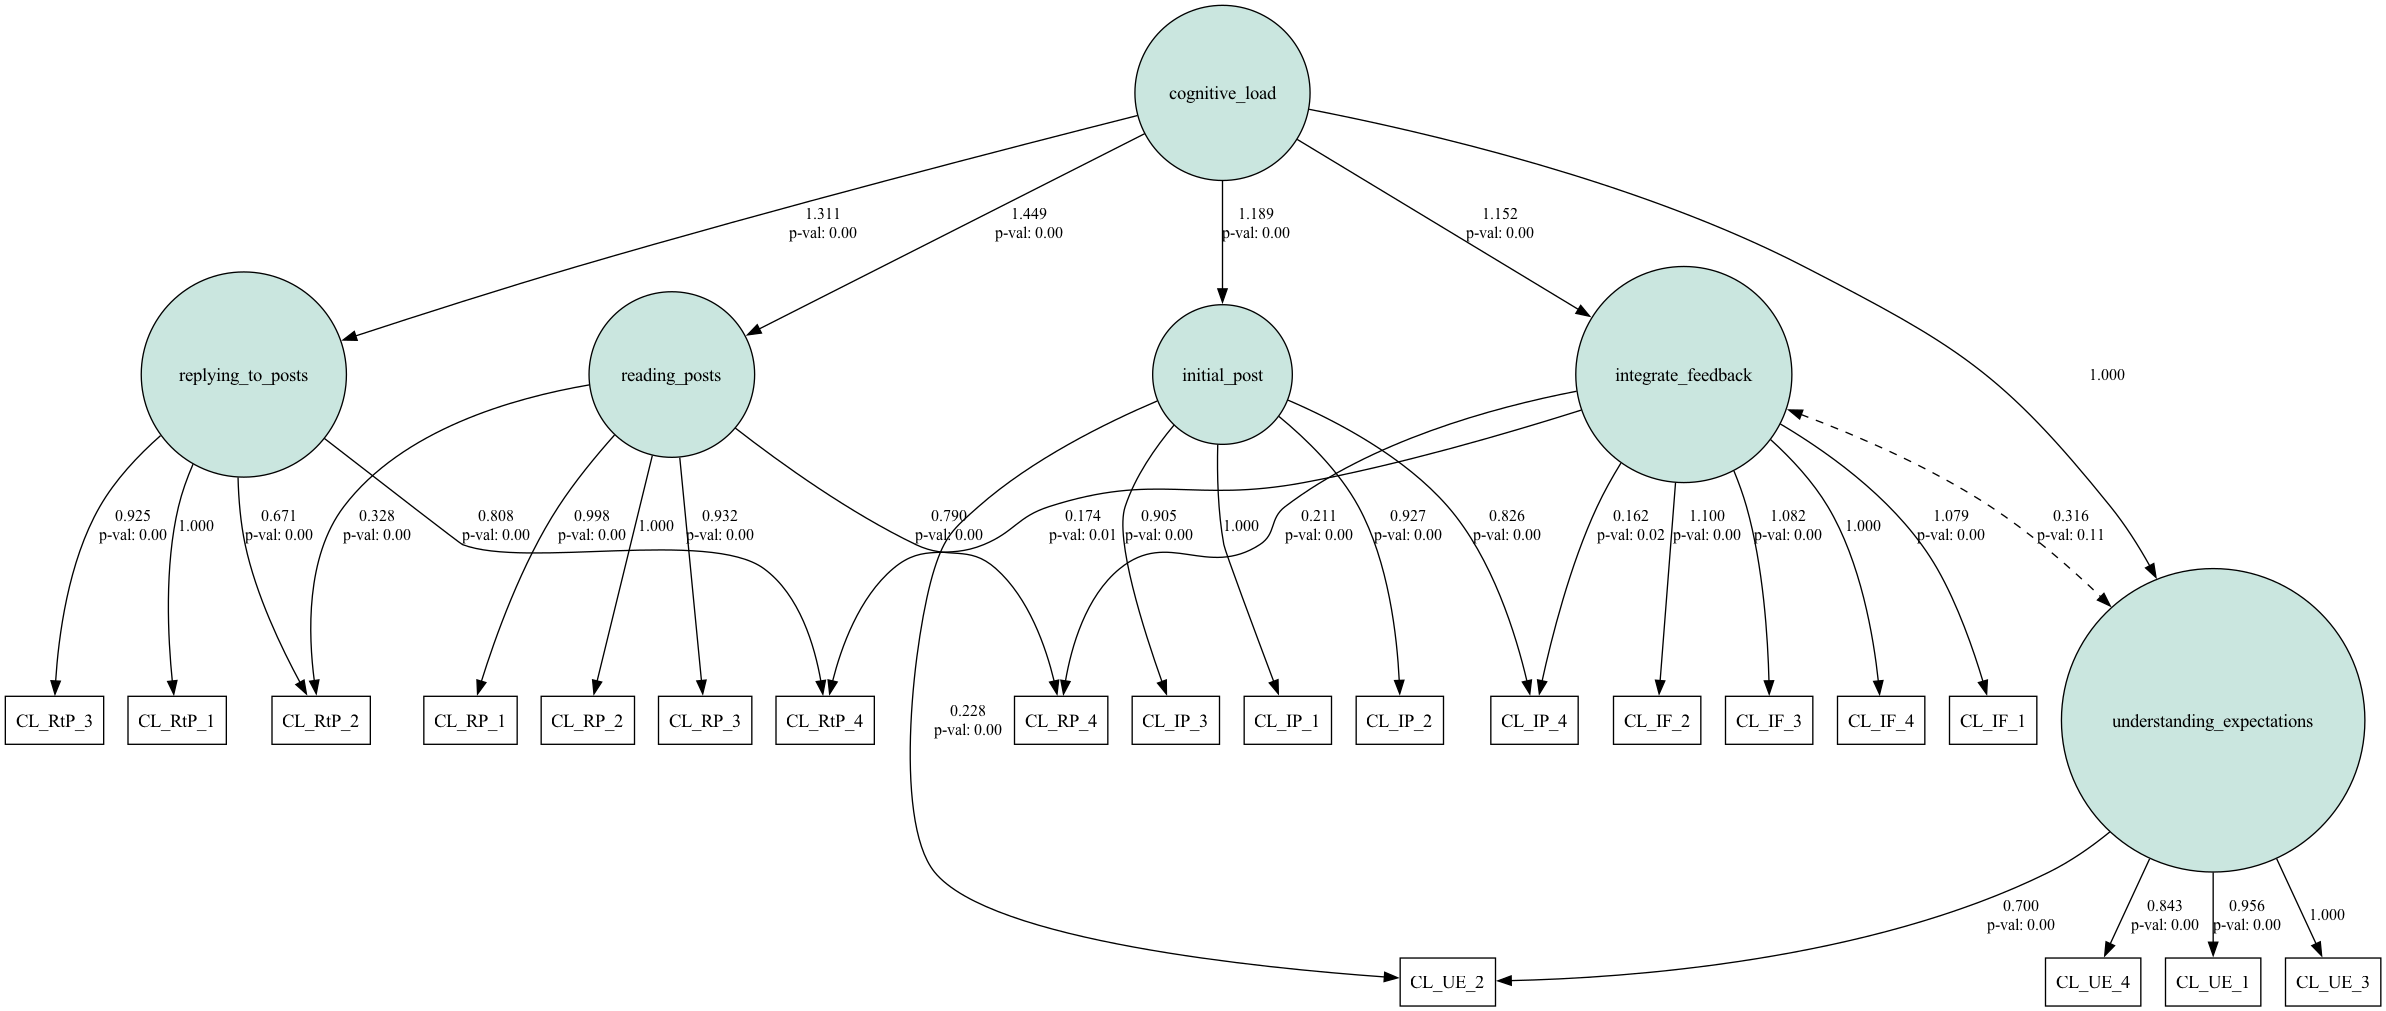 cognitive_load
1.311
p-val: 0.00
1.449
p-val: 0.00
1.189
p-val: 0.00
1.152
p-val: 0.00
replying_to_posts
reading_posts
initial_post
integrate_feedback
1.000
0.925
p-val: 0.00
1.000
0.671
p-val: 0.00
0.328
p-val: 0.00
0.808
p-val: 0.00
0.998
p-val: 0.00
1.000
0.932
p-val: 0.00
0.790
p-val: 0.00
0.174
p-val: 0.01
0.905
p-val: 0.00
1.000
0.211
p-val: 0.00
0.927
p-val: 0.00
0.826
p-val: 0.00
0.162
p-val: 0.02
1.100
p-val: 0.00
1.082
p-val: 0.00
1.000
1.079
p-val: 0.00
0.316
p-val: 0.11
CL_RtP_3
CL_RtP_1
CL_RtP_2
CL_RP_1
CL_RP_2
CL_RP_3
CL_RtP_4
0.228
p-val: 0.00
CL_RP_4
CL_IP_3
CL_IP_1
CL_IP_2
CL_IP_4
CL_IF_2
CL_IF_3
CL_IF_4
CL_IF_1
understanding_expectations
0.700
p-val: 0.00
0.843
p-val: 0.00
0.956
p-val: 0.00
1.000
CL_UE_2
CL_UE_4
CL_UE_1
CL_UE_3